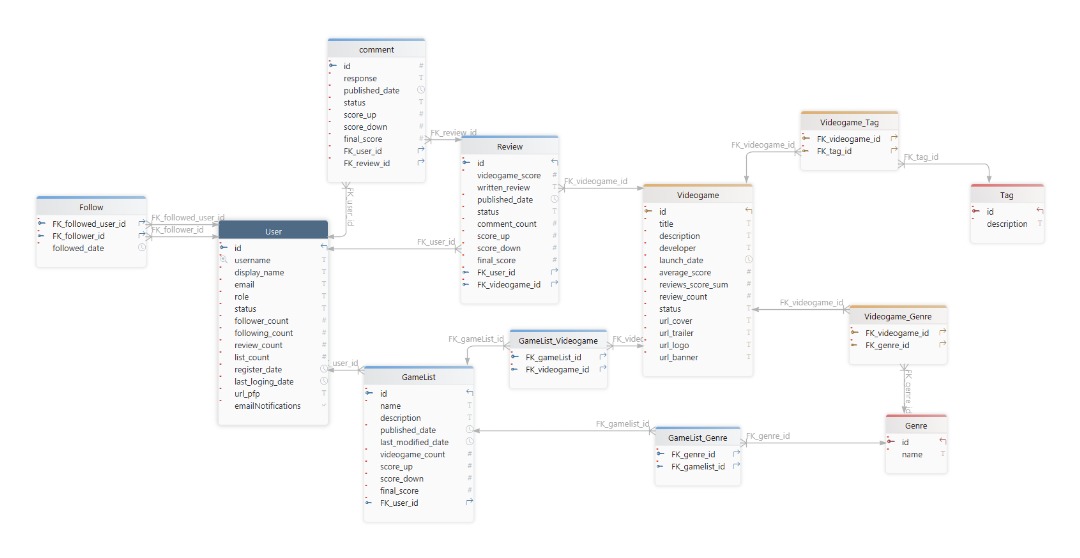 comment
id
response
published_date
status
score_up
score_down
final_score
FK_user_id
FK_review_id
FK_review_id
FK_user_id
Review
id
videogame_score
written_review
published_date
status
comment_count
score_up
score_down
final_score
FK_user_id
FK_videogame_id
FK_videogame_id
FK_user_id
Videogame_Tag
FK_videogame_id
FK_tag_id
FK_videogame_id
FK_tag_id
Tag
id
description
Videogame
id
title
description
developer
launch_date
average_score
reviews_score_sum
review_count
status
url_cover
url_trailer
url_logo
url_banner
Follow
FK_followed_user_id
FK_follower_id
followed_date
FK_followed_user_id
FK_follower_id
User
id
username
display_name
email
role
status
follower_count
following_count
review_count
list_count
register_date
last_loging_date
url_pfp
emailNotifications
user_id
GameList
id
name
description
published_date
last_modified_date
videogame_count
score_up
score_down
final_score
FK_user_id
FK_gameList_id
GameList_Videogame
FK_gameList_id
FK_videogame_id
FK_video
FK_videogame_id
Videogame_Genre
FK_videogame_id
FK_genre_id
FK_genre_id
FK_gamelist_id
GameList_Genre
FK_genre_id
FK_gamelist_id
FK_genre_id
Genre
id
name